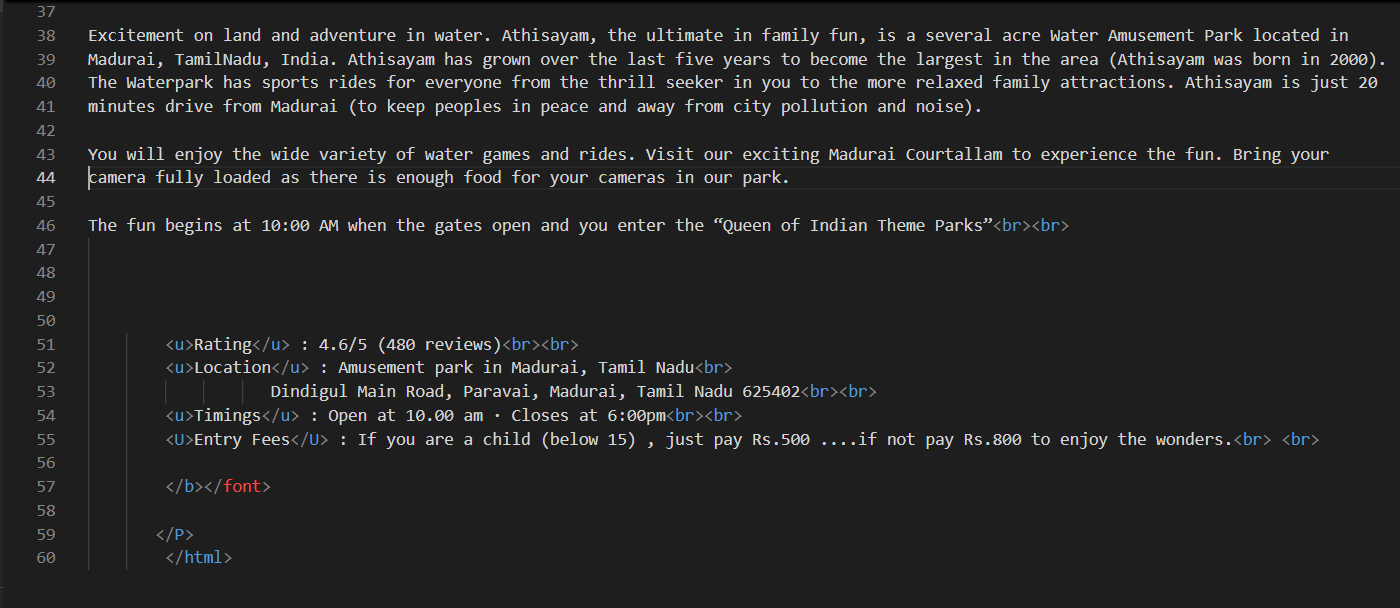 37
38 Excitement on land and adventure in water. Athisayam, the ultimate in family fun, is a several acre Water Amusement Park located in
39 Madurai, TamilNadu, India. Athisayam has grown over the last five years to become the largest in the area (Athisayam was born in 2000).
40 The Waterpark has sports rides for everyone from the thrill seeker in you to the more relaxed family attractions. Athisayam is just 20
41 minutes drive from Madurai (to keep peoples in peace and away from city pollution and noise).
42
43 You will enjoy the wide variety of water games and rides. Visit our exciting Madurai Courtallam to experience the fun. Bring your
44 camera fully loaded as there is enough food for your cameras in our park.
45
46 The fun begins at 10:00 AM when the gates open and you enter the “Queen of Indian Theme Parks”<br><br>
47
48
49
50
51 <u>Rating</u> : 4.6/5 (480 reviews)<br><br>
52 <u>Location</u> : Amusement park in Madurai, Tamil Nadu<br>
53 Dindigul Main Road, Paravai, Madurai, Tamil Nadu 625402<br><br>
54 <u>Timings</u> : Open at 10.00 am · Closes at 6:00pm<br><br>
55 <U>Entry Fees</U> : If you are a child (below 15) , just pay Rs.500 ....if not pay Rs.800 to enjoy the wonders.<br> <br>
56
57 </b></font>
58
59 </P>
60 </html>